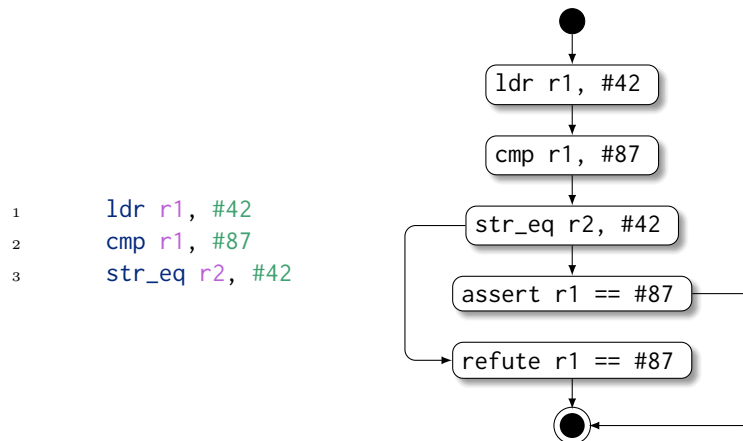 1 ldr r1, #42
2 cmp r1, #87
3 str_eq r2, #42
ldr r1, #42
cmp r1, #87
str_eq r2, #42
assert r1 == #87
refute r1 == #87